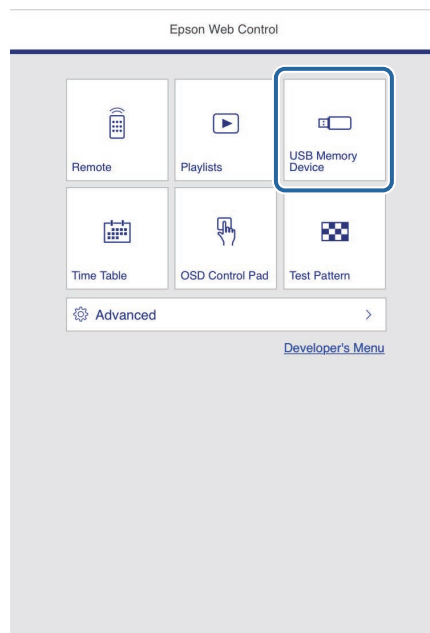 Epson Web Control
Remote
Playlists
USB Memory
Device
Time Table
OSD Control Pad
Test Pattern
Advanced
Developer's Menu